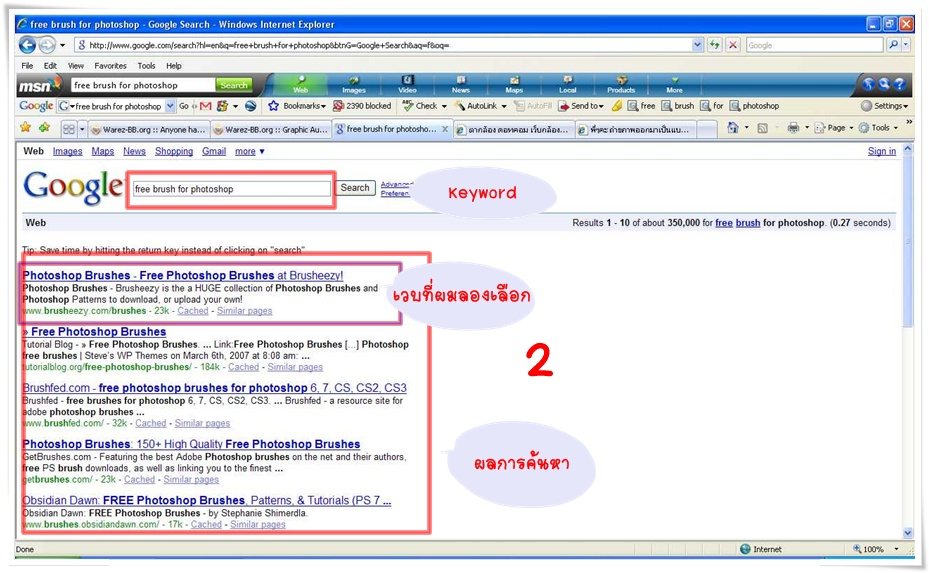 free brush for photoshop - Google Search - Windows Internet Explorer
http://www.google.com/search?hl=en&q=free+brush+for+photoshop&btnG=Google+Search&aq=f&oq=
Google
File Edit View Favorites Tools Help
msn free brush for photoshop Search Web Images Video News Maps Local Products More
Google free brush for photoshop Go Bookmarks 2390 blocked Check AutoLink AutoFill Send to free brush for photoshop Settings
Warez-BB.org :: Anyone ha... Warez-BB.org :: Graphic Au... free brush for photosho... ตากล้อง ดอทคอม เว็บกล้อง... พี่ๆคะ ถ่ายภาพออกมาเป็นแบ... Page Tools
Web Images Maps News Shopping Gmail more Sign in
Google free brush for photoshop Search Advanced
Preferen
Keyword
Web Results 1 - 10 of about 350,000 for free brush for photoshop. (0.27 seconds)
Tip: Save time by hitting the return key instead of clicking on "search"
Photoshop Brushes - Free Photoshop Brushes at Brusheezy!
Photoshop Brushes - Brusheezy is the a HUGE collection of Photoshop Brushes and
Photoshop Patterns to download, or upload your own!
www.brusheezy.com/brushes - 23k - Cached - Similar pages
เวบที่ผมลองเลือก
» Free Photoshop Brushes
Tutorial Blog - » Free Photoshop Brushes. ... Link:Free Photoshop Brushes [...] Photoshop
free brushes | Steve's WP Themes on March 6th, 2007 at 8:08 am: ...
tutorialblog.org/free-photoshop-brushes/ - 184k - Cached - Similar pages
2
Brushfed.com - free photoshop brushes for photoshop 6, 7, CS, CS2, CS3
Brushfed - free brushes for photoshop 6, 7, CS, CS2, CS3. ... Brushfed - a resource site for
adobe photoshop brushes ...
www.brushfed.com/ - 32k - Cached - Similar pages
Photoshop Brushes: 150+ High Quality Free Photoshop Brushes
GetBrushes.com - Featuring the best Adobe Photoshop brushes on the net and their authors,
free PS brush downloads, as well as linking you to the finest ...
getbrushes.com/ - 23k - Cached - Similar pages
ผลการค้นหา
Obsidian Dawn: FREE Photoshop Brushes, Patterns, & Tutorials (PS 7 ...
Obsidian Dawn: FREE Photoshop Brushes - by Stephanie Shimerdla.
www.brushes.obsidiandawn.com/ - 17k - Cached - Similar pages
Done Internet 100%